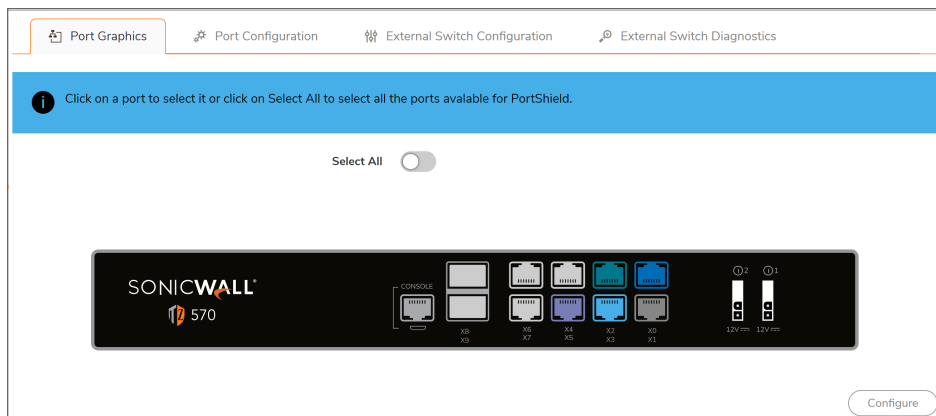 Port Graphics
Port Configuration
External Switch Configuration
External Switch Diagnostics
i
Click on a port to select it or click on Select All to select all the ports avalable for PortShield.
Select All
SONICWALL®
570
CONSOLE
X8
X9
X6
X7
X4
X5
X2
X3
X0
X1
2
1
12V
12V
Configure